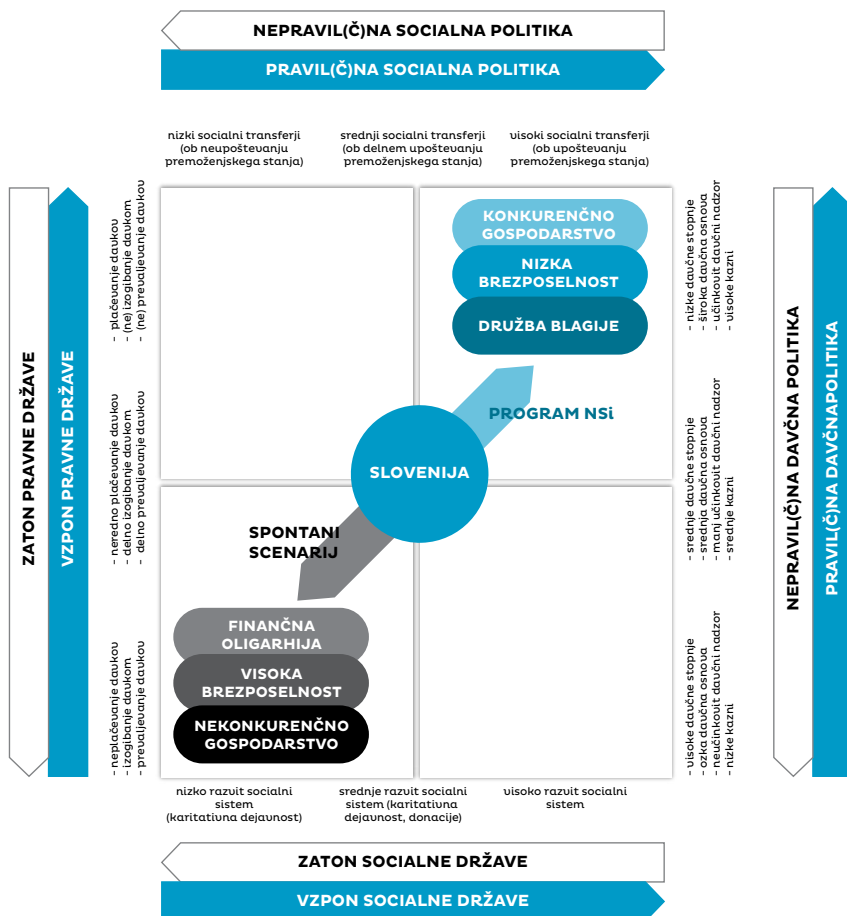 NEPRAVIL(Č)NA SOCIALNA POLITIKA
PRAVIL(Č)NA SOCIALNA POLITIKA
nizki socialni transferji
(ob neupoštevanju
premoženjskega stanja)
srednji socialni transferji
(ob delnem upoštevanju
premoženjskega stanja)
visoki socialni transferji
(ob upoštevanju
premoženjskega stanja)
ZATON PRAVNE DRŽAVE
VZPON PRAVNE DRŽAVE
- plačevanje davkov
- (ne) izogibanje davkom
- (ne) prevaljevanje davkov
- neredno plačevanje davkov
- delno izogibanje davkom
- delno prevaljevanje davkov
- neplačevanje davkov
- izogibanje davkom
- prevaljevanje davkov
KONKURENČNO
GOSPODARSTVO
NIZKA
BREZPOSELNOST
DRUŽBA BLAGIJE
PROGRAM NSi
SLOVENIJA
SPONTANI
SCENARIJ
FINANČNA
OLIGARHIJA
VISOKA
BREZPOSELNOST
NEKONKURENČNO
GOSPODARSTVO
- nizke davčne stopnje
- široka davčna osnova
- učinkovit davčni nadzor
- visoke kazni
- srednje davčne stopnje
- srednja davčna osnova
- manj učinkovit davčni nadzor
- srednje kazni
- visoke davčne stopnje
- ozka davčna osnova
- neučinkovit davčni nadzor
- nizke kazni
NEPRAVIL(Č)NA DAVČNA POLITIKA
PRAVIL(Č)NA DAVČNAPOLITIKA
nizko razvit socialni
sistem
(karitativna dejavnost)
srednje razvit socialni
sistem (karitativna
dejavnost, donacije)
visoko razvit socialni
sistem
ZATON SOCIALNE DRŽAVE
VZPON SOCIALNE DRŽAVE